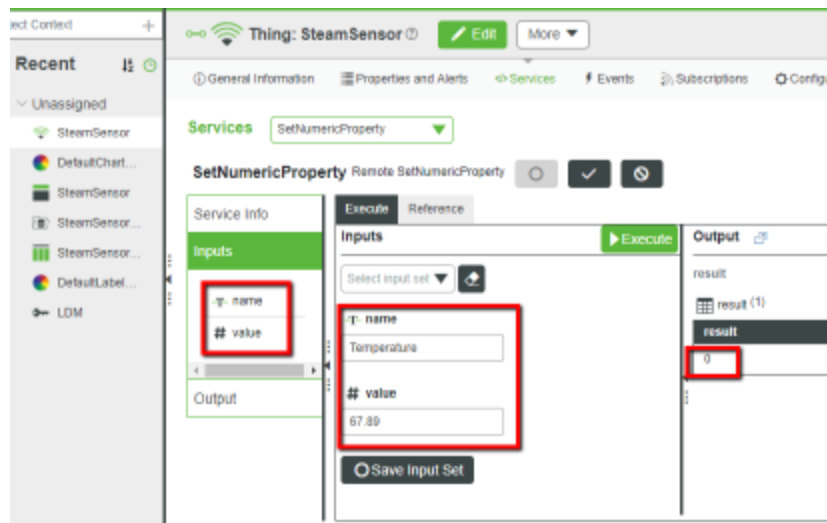 ect Context
Thing: SteamSensor
Edit
More
Recent
General Information
Properties and Alerts
Services
Events
Subscriptions
Configu
Unassigned
SteamSensor
DefaultChart...
SteamSensor
SteamSensor...
SteamSensor...
DefaultLabel...
LDM
Services
SetNumericProperty
SetNumericProperty Remote SetNumericProperty
Service Info
Inputs
name
value
Output
Execute
Reference
Inputs
Execute
Select input set
name
Temperature
# value
67.89
Save Input Set
Output
result
result (1)
result
0